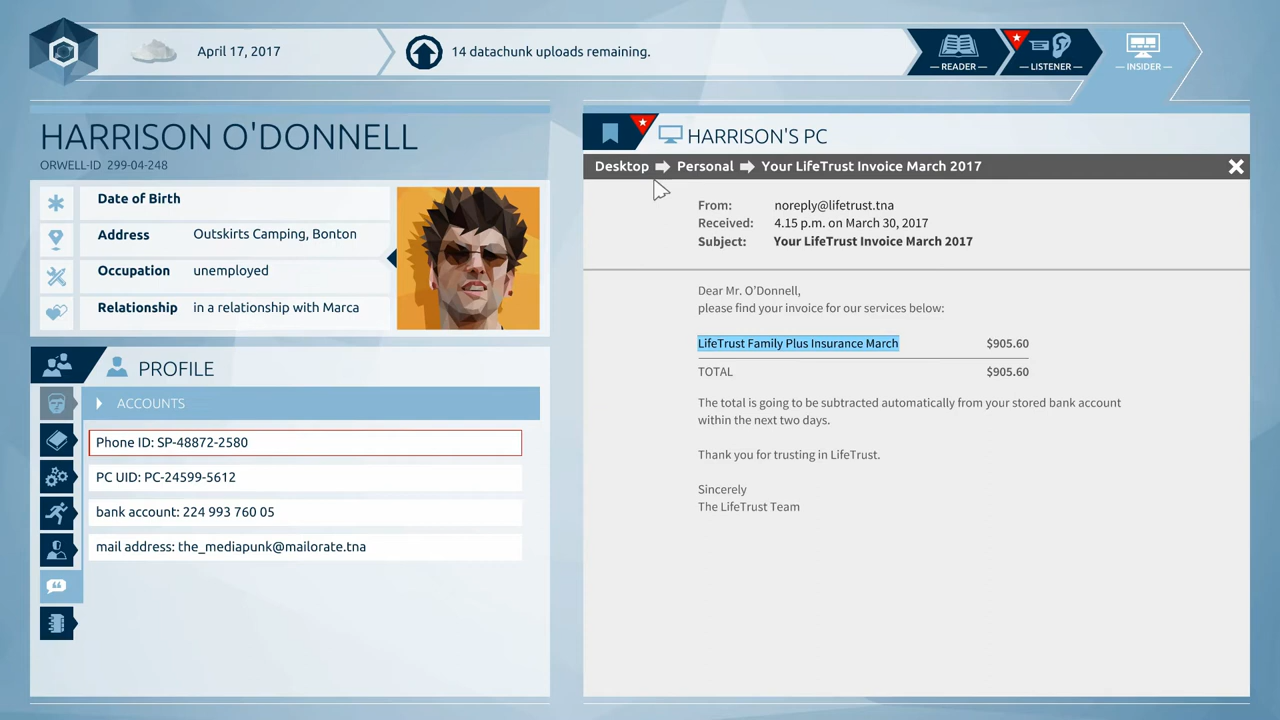 April 17, 2017
14 datachunk uploads remaining.
— READER —
— LISTENER —
— INSIDER —
HARRISON O'DONNELL
ORWELL-ID 299-04-248
Date of Birth
Address Outskirts Camping, Bonton
Occupation unemployed
Relationship in a relationship with Marca
PROFILE
ACCOUNTS
Phone ID: SP-48872-2580
PC UID: PC-24599-5612
bank account: 224 993 760 05
mail address: the_mediapunk@mailorate.tna
HARRISON'S PC
Desktop Personal Your LifeTrust Invoice March 2017
From: noreply@lifetrust.tna
Received: 4.15 p.m. on March 30, 2017
Subject: Your LifeTrust Invoice March 2017
Dear Mr. O'Donnell,
please find your invoice for our services below:
LifeTrust Family Plus Insurance March $905.60
TOTAL $905.60
The total is going to be subtracted automatically from your stored bank account
within the next two days.
Thank you for trusting in LifeTrust.
Sincerely
The LifeTrust Team